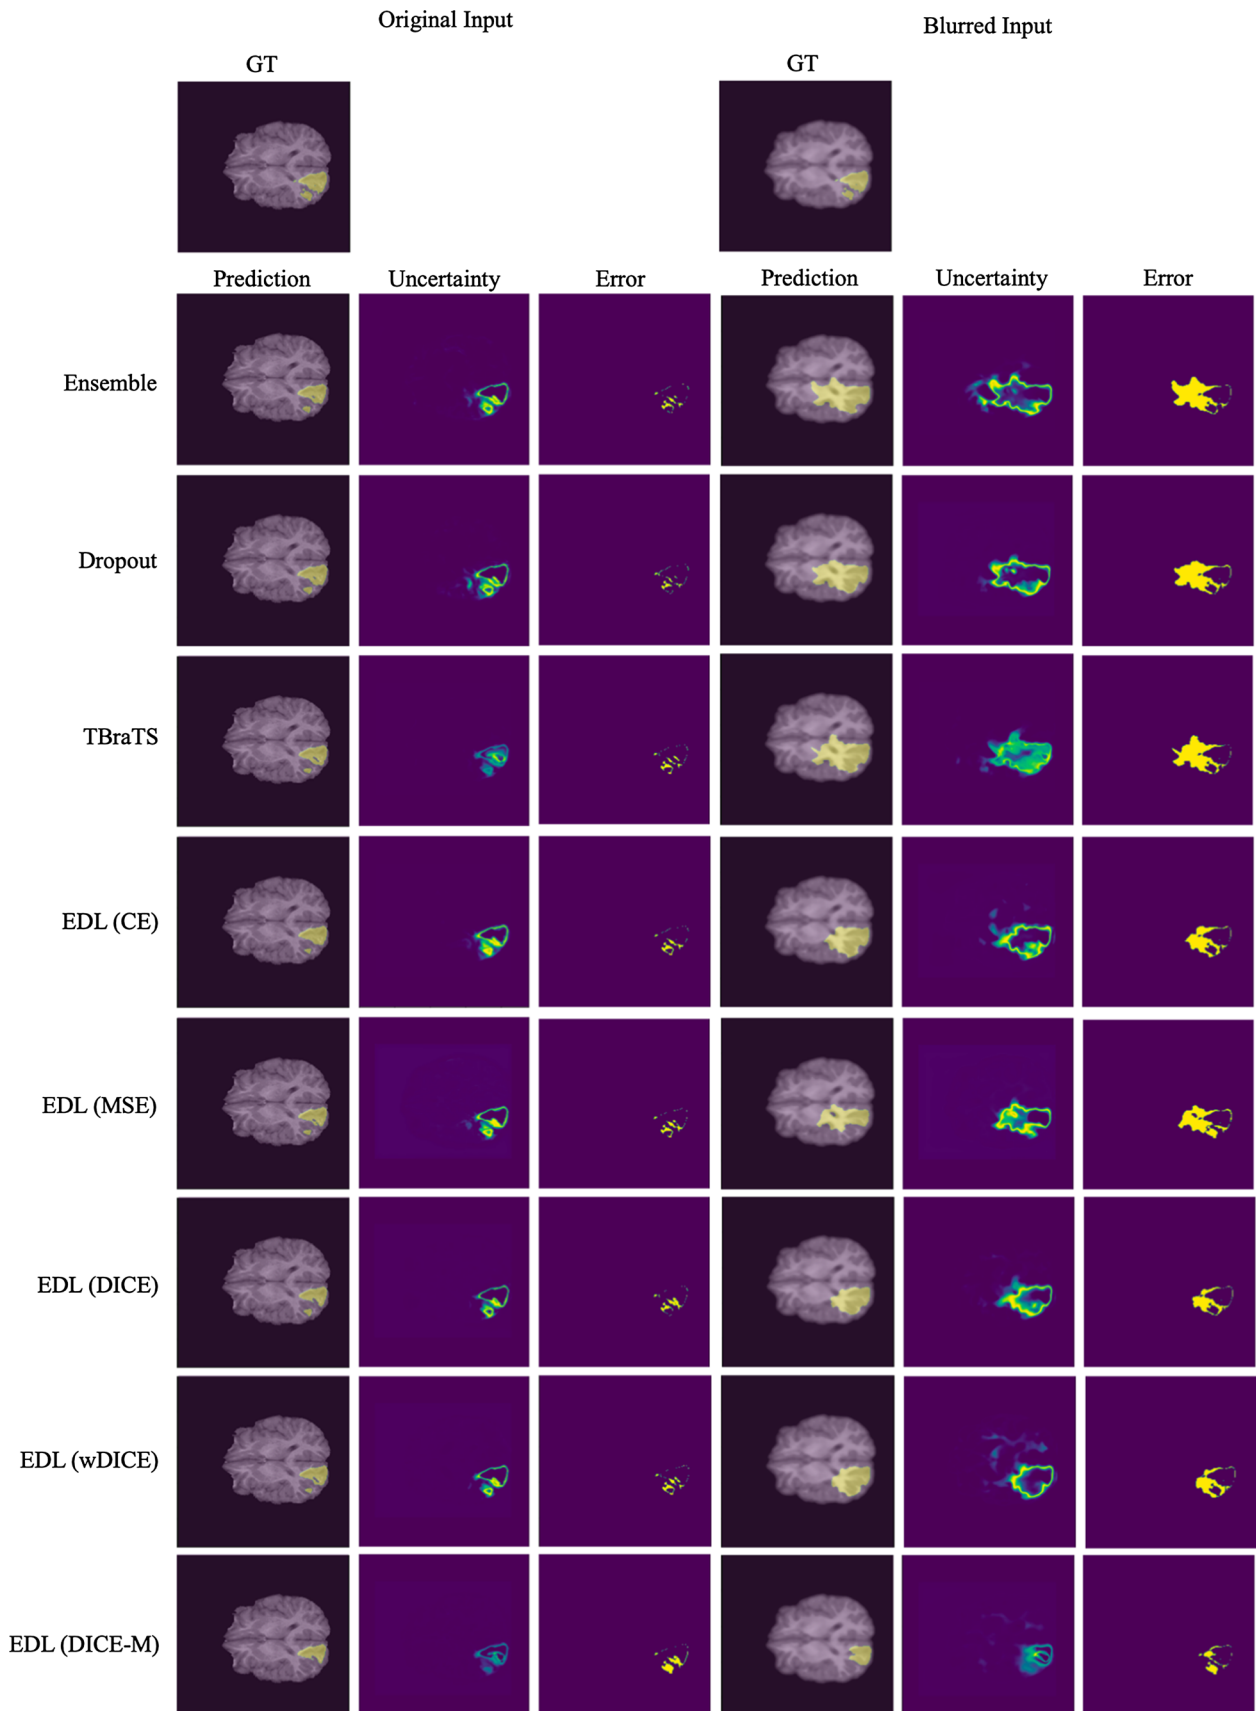 Original Input
Blurred Input
GT
GT
Prediction
Uncertainty
Error
Prediction
Uncertainty
Error
Ensemble
Dropout
TBraTS
EDL (CE)
EDL (MSE)
EDL (DICE)
EDL (wDICE)
EDL (DICE-M)